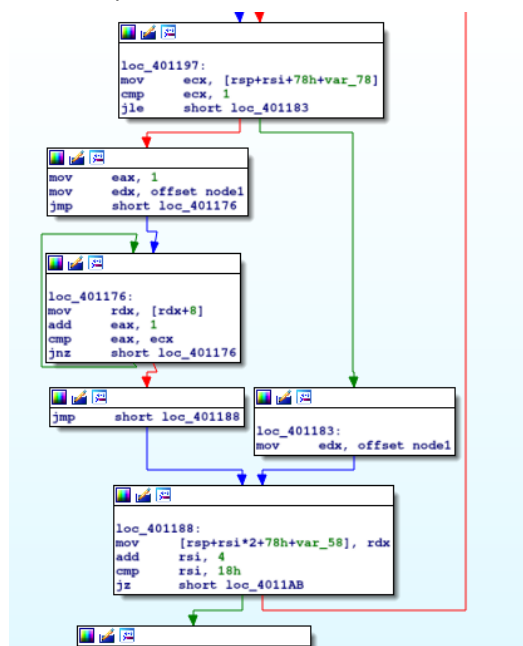 loc_401197:
mov ecx, [rsp+rsi+78h+var_78]
cmp ecx, 1
jle short loc_401183
mov eax, 1
mov edx, offset node1
jmp short loc_401176
loc_401176:
mov rdx, [rdx+8]
add eax, 1
cmp eax, ecx
jnz short loc_401176
jmp short loc_401188
loc_401183:
mov edx, offset node1
loc_401188:
mov [rsp+rsi*2+78h+var_58], rdx
add rsi, 4
cmp rsi, 18h
jz short loc_4011AB